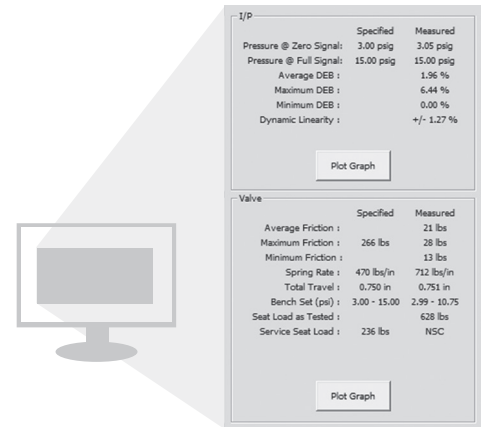 I/P
Specified Measured
Pressure @ Zero Signal: 3.00 psig 3.05 psig
Pressure @ Full Signal: 15.00 psig 15.00 psig
Average DEB : 1.96 %
Maximum DEB : 6.44 %
Minimum DEB : 0.00 %
Dynamic Linearity : +/- 1.27 %
Plot Graph
Valve
Specified Measured
Average Friction : 21 lbs
Maximum Friction : 266 lbs 28 lbs
Minimum Friction : 13 lbs
Spring Rate : 470 lbs/in 712 lbs/in
Total Travel : 0.750 in 0.751 in
Bench Set (psi) : 3.00 - 15.00 2.99 - 10.75
Seat Load as Tested : 628 lbs
Service Seat Load : 236 lbs NSC
Plot Graph